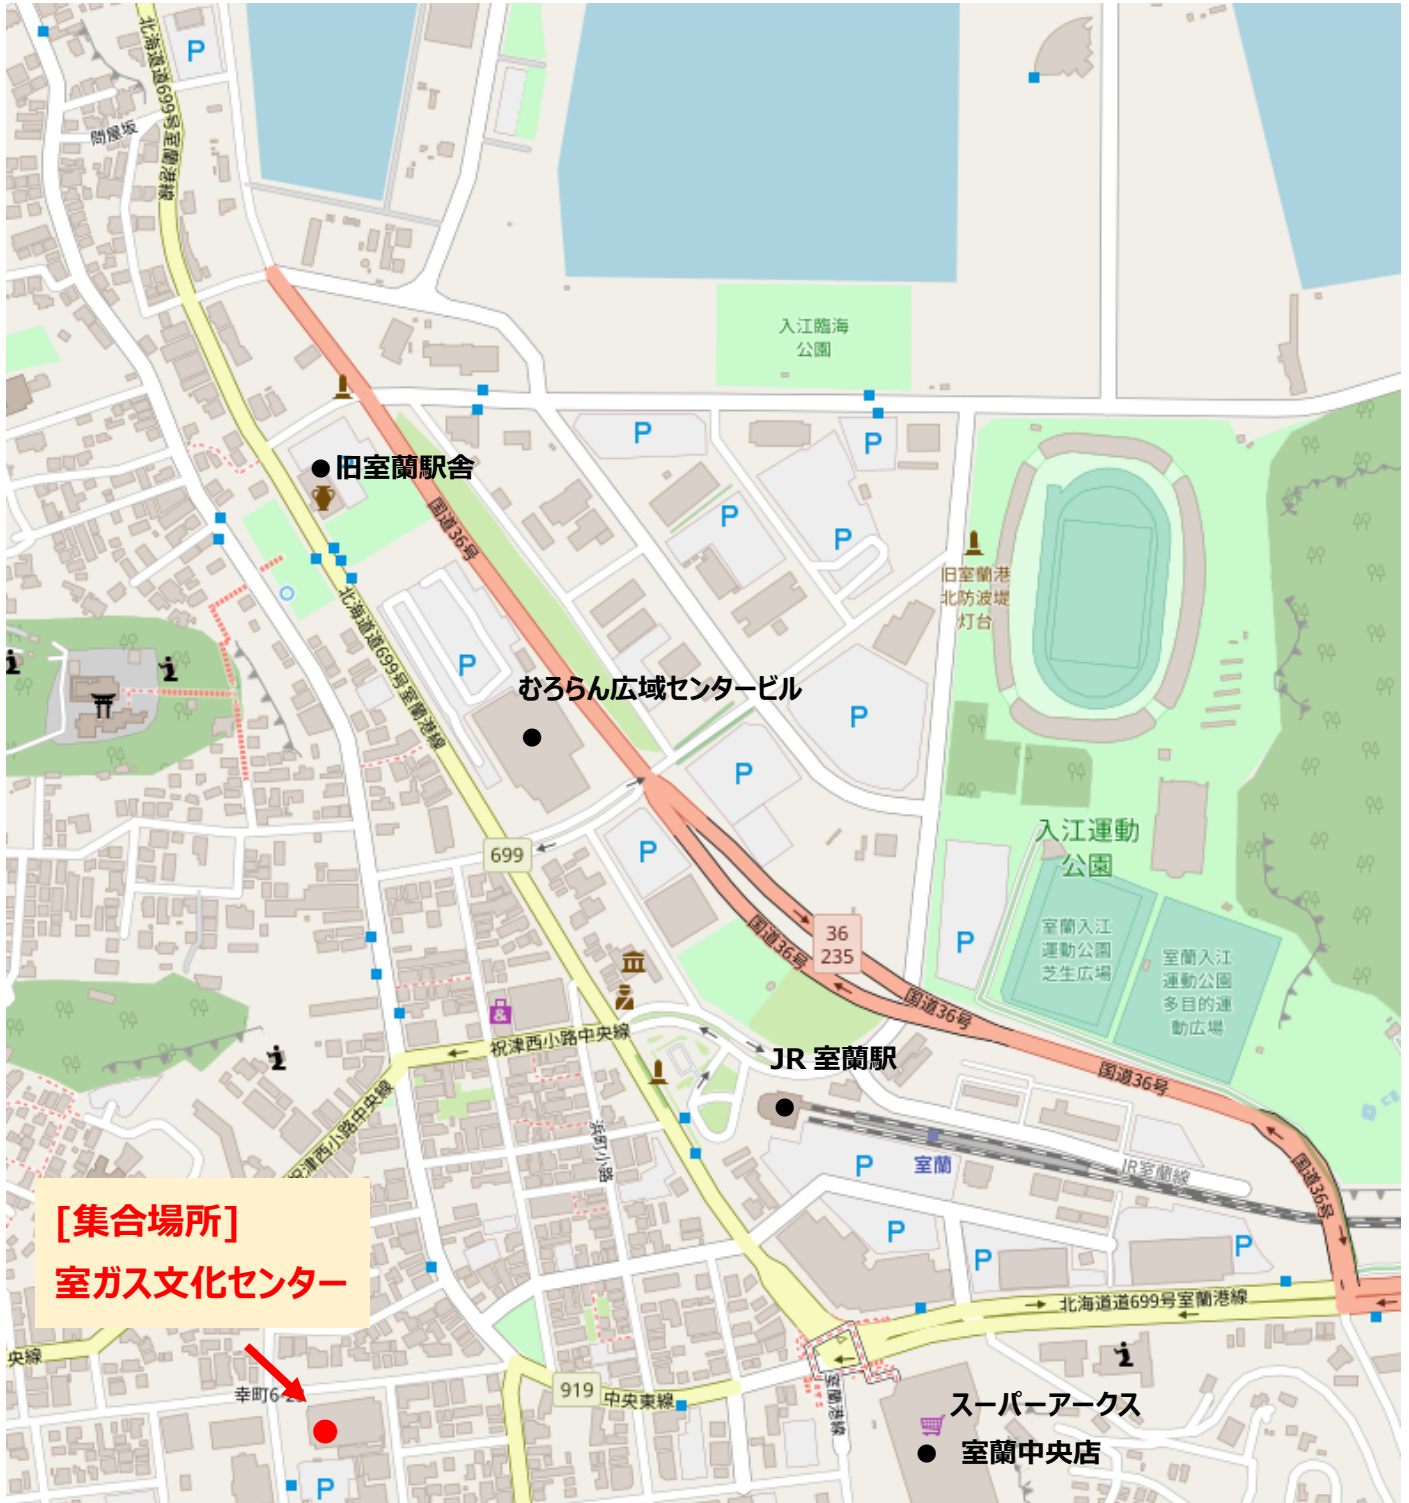 北海道道699号室蘭港線
P
問屋坂
入江臨海
公園
P
P
旧室蘭駅舎
国道36号
P
P
旧室蘭港
北防波堤
灯台
北海道道699号室蘭港線
P
むろらん広域センタービル
P
P
入江運動
公園
699
P
36
235
国道36号
国道36号
P
室蘭入江
運動公園
芝生広場
室蘭入江
運動公園
多目的運
動広場
祝津西小路中央線
JR 室蘭駅
国道36号
祝津西小路中央線
浜町小路
P
室蘭
JR室蘭線
国道36号
[集合場所]
室ガス文化センター
P
P
P
北海道道699号室蘭港線
央線
幸町6-2
919
中央東線
室蘭港線
スーパーアークス
室蘭中央店
P